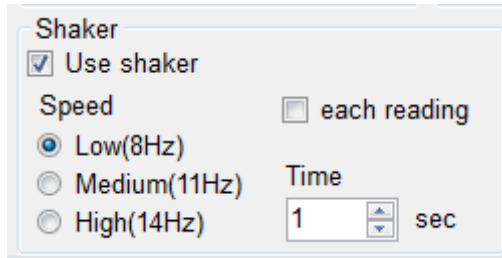 Shaker
Use shaker
Speed
each reading
Low(8Hz)
Medium(11Hz)
Time
High(14Hz)
1 sec